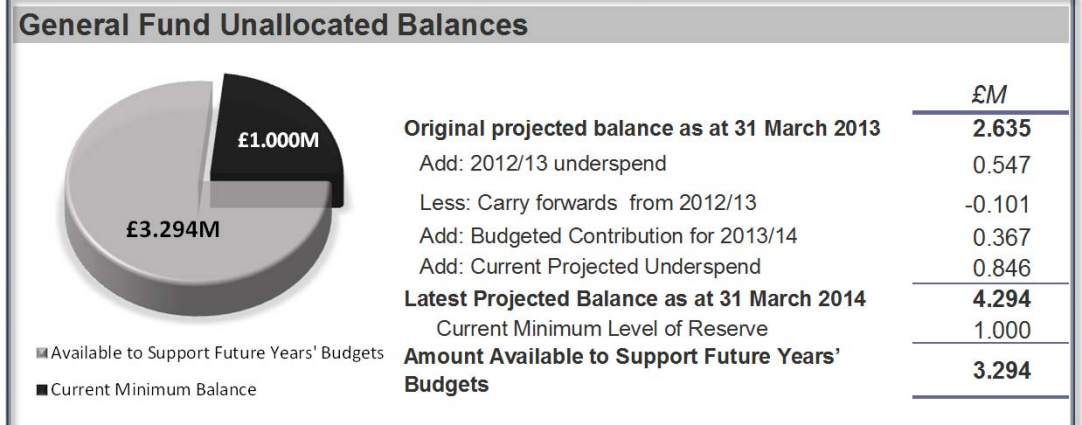 General Fund Unallocated Balances
£1.000M
£3.294M
Available to Support Future Years' Budgets
Current Minimum Balance
£M
Original projected balance as at 31 March 2013 2.635
Add: 2012/13 underspend 0.547
Less: Carry forwards from 2012/13 -0.101
Add: Budgeted Contribution for 2013/14 0.367
Add: Current Projected Underspend 0.846
Latest Projected Balance as at 31 March 2014 4.294
Current Minimum Level of Reserve 1.000
Amount Available to Support Future Years’
Budgets 3.294